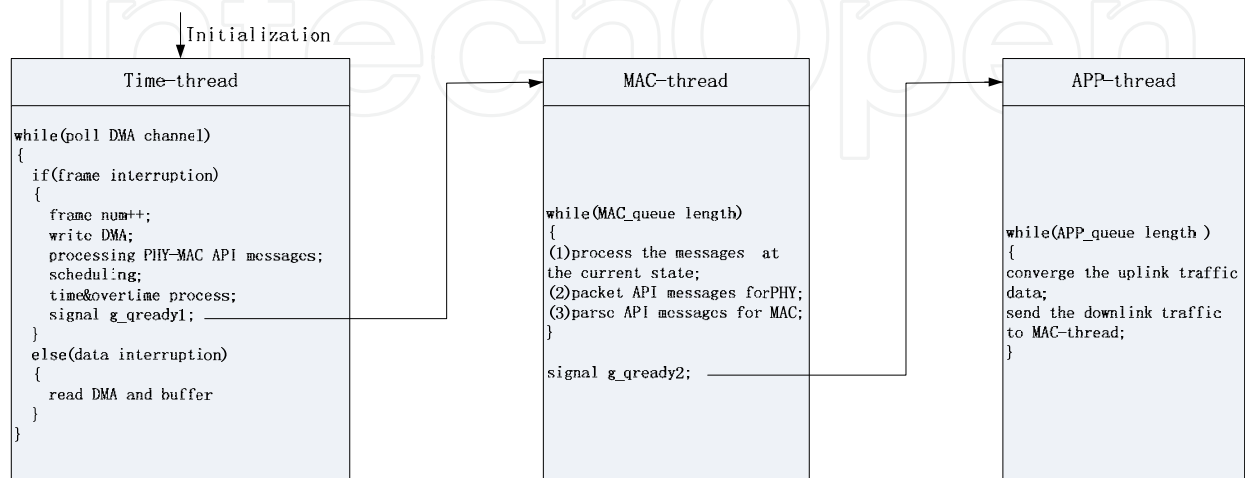 IntechOpen
Initialization
Time-thread
while(poll DMA channel)
{
if(frame interruption)
{
frame num++;
write DMA;
processing PHY-MAC API messages;
scheduling;
time&overtime process;
signal g_qready1;
}
else(data interruption)
{
read DMA and buffer
}
}
MAC-thread
while(MAC_queue length)
{
(1)process the messages at
the current state;
(2)packet API messages forPHY;
(3)parse API messages for MAC;
}
signal g_qready2;
APP-thread
while(APP_queue length )
{
converge the uplink traffic
data;
send the downlink traffic
to MAC-thread;
}